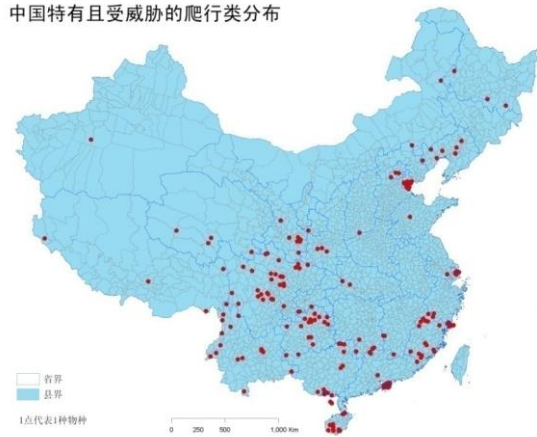 中国特有且受威胁的爬行类分布
省界
县界
1点代表1种物种
0 250 500 1,000 Km